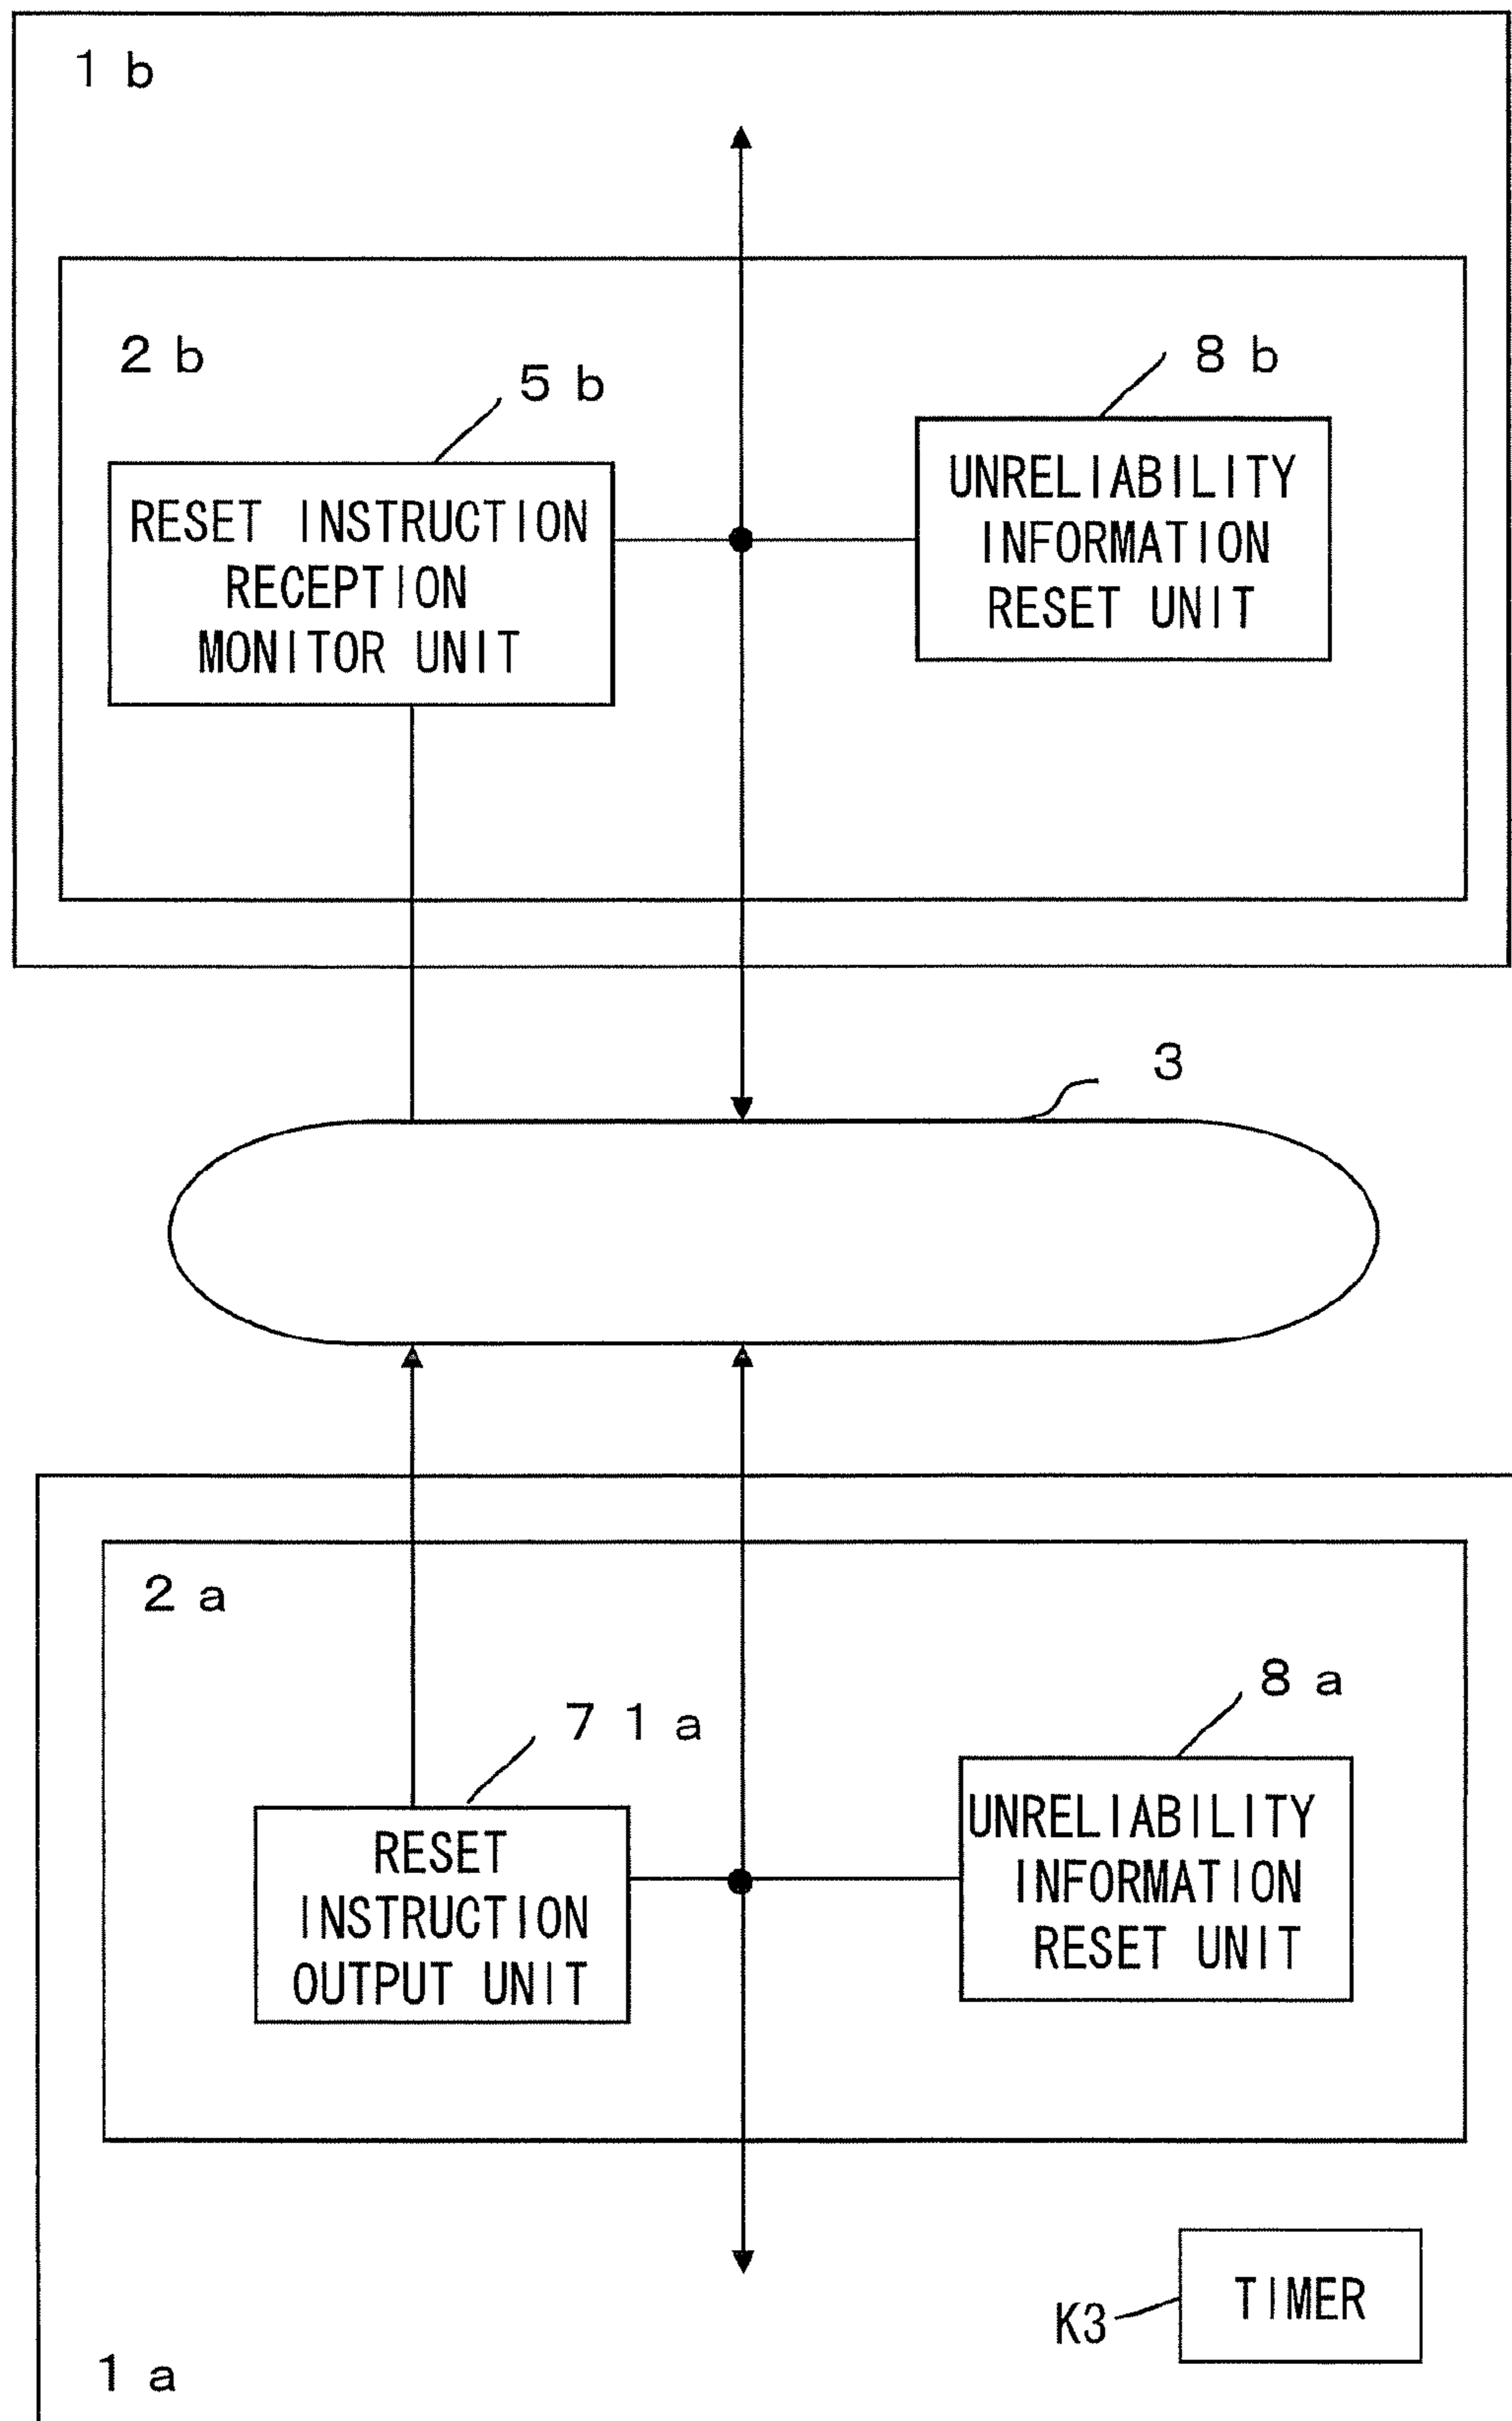 1 b
2 b
5 b
8 b
RESET INSTRUCTION
RECEPTION
MONITOR UNIT
UNRELIABILITY
INFORMATION
RESET UNIT
3
2 a
7 1 a
8 a
RESET
INSTRUCTION
OUTPUT UNIT
UNRELIABILITY
INFORMATION
RESET UNIT
K3
TIMER
1 a